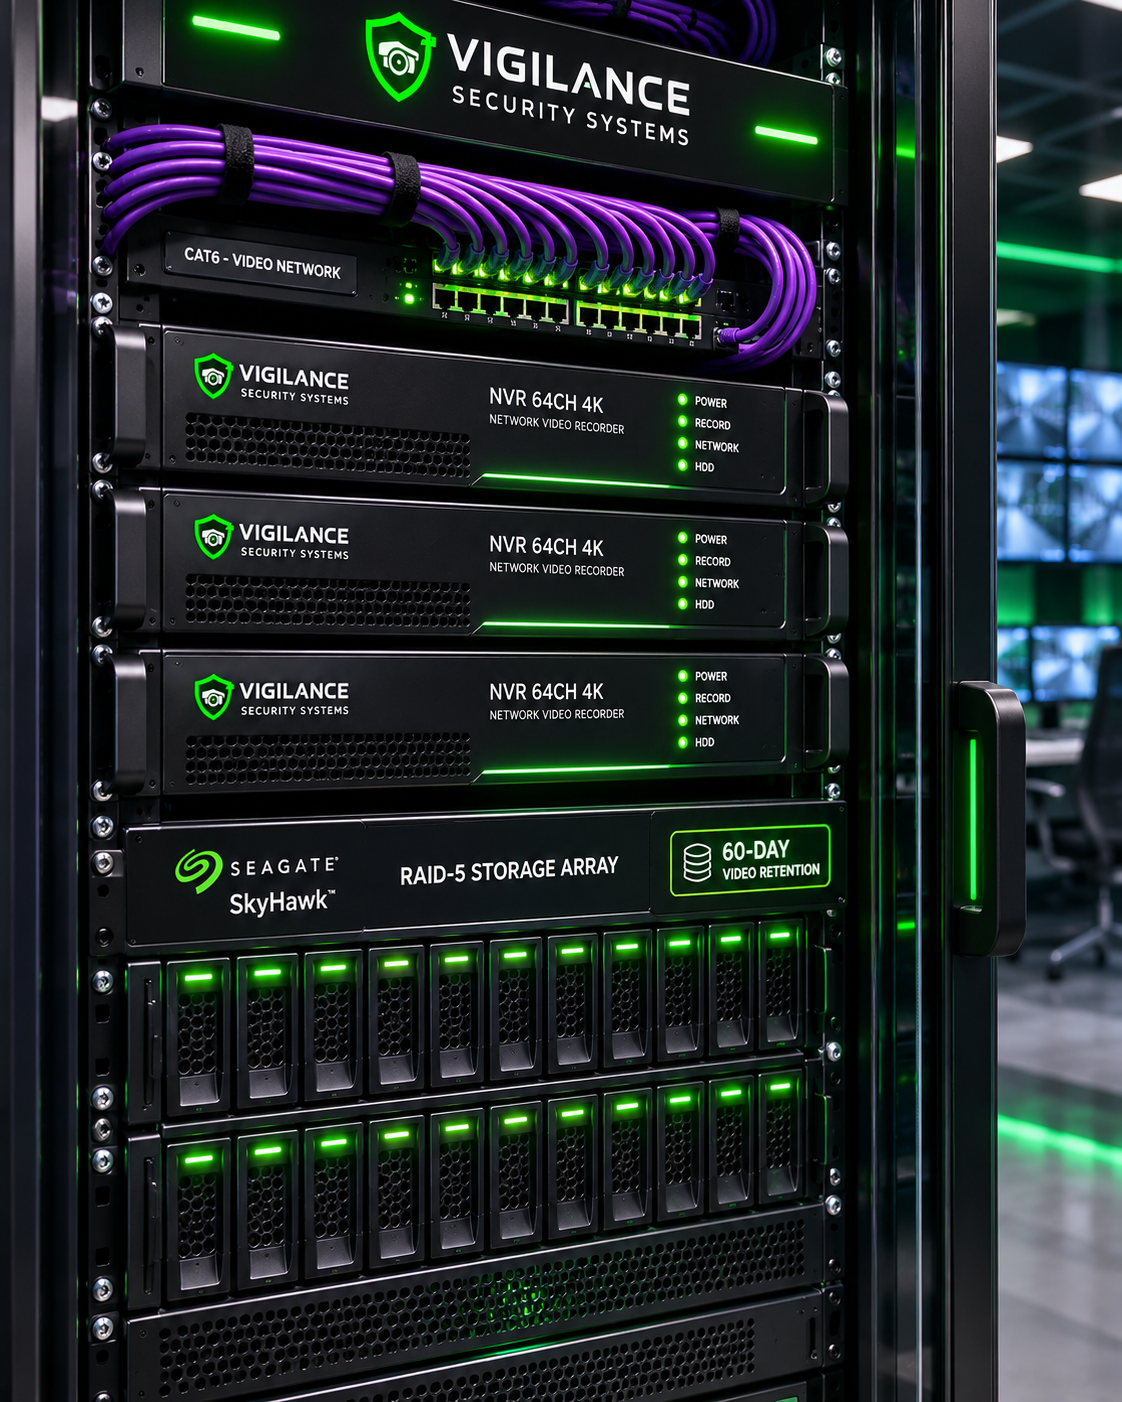 VIGILANCE
SECURITY SYSTEMS
CAT6 - VIDEO NETWORK
VIGILANCE
SECURITY SYSTEMS
NVR 64CH 4K
NETWORK VIDEO RECORDER
POWER
RECORD
NETWORK
HDD
VIGILANCE
SECURITY SYSTEMS
NVR 64CH 4K
NETWORK VIDEO RECORDER
POWER
RECORD
NETWORK
HDD
VIGILANCE
SECURITY SYSTEMS
NVR 64CH 4K
NETWORK VIDEO RECORDER
POWER
RECORD
NETWORK
HDD
SEAGATE
SkyHawk™
RAID-5 STORAGE ARRAY
60-DAY
VIDEO RETENTION